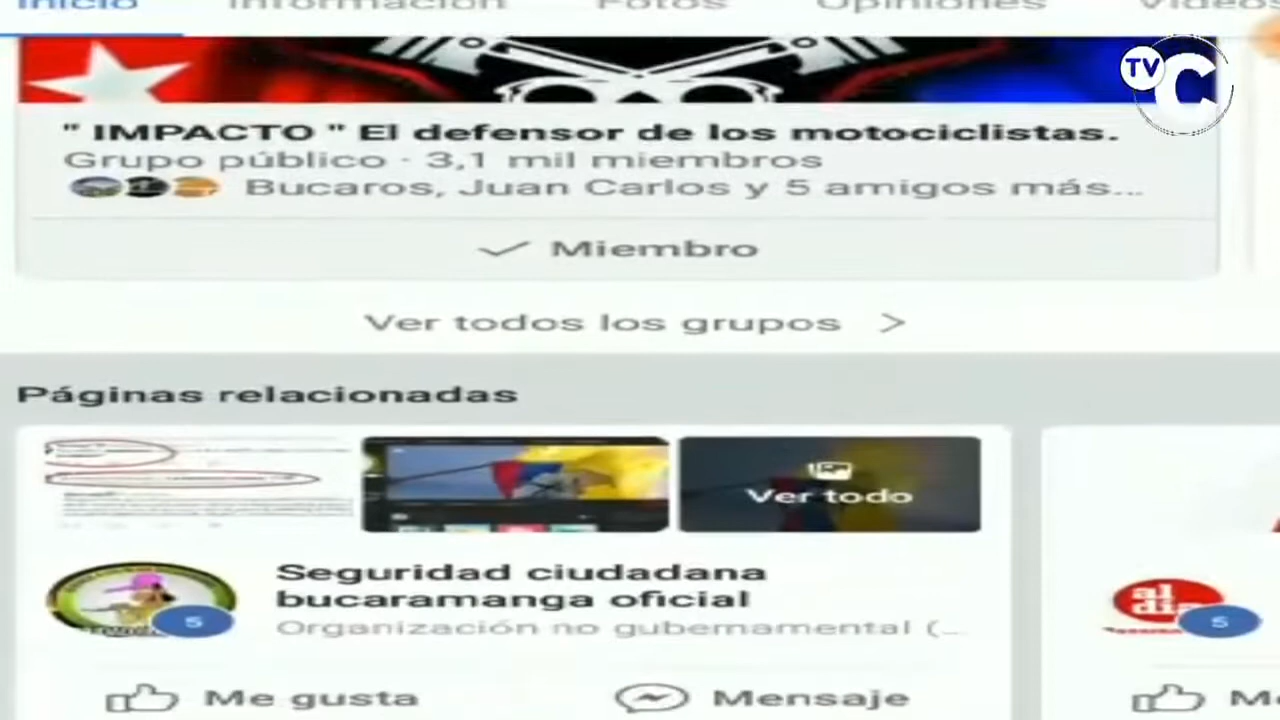 Inicio Información Fotos Opiniones Videos
TV C
" IMPACTO " El defensor de los motociclistas.
Grupo público · 3,1 mil miembros
Bucaros, Juan Carlos y 5 amigos más...
Miembro
Ver todos los grupos
Páginas relacionadas
Ver todo
Seguridad ciudadana
bucaramanga oficial
Organización no gubernamental (...
5
al
día
5
Me gusta
Mensaje